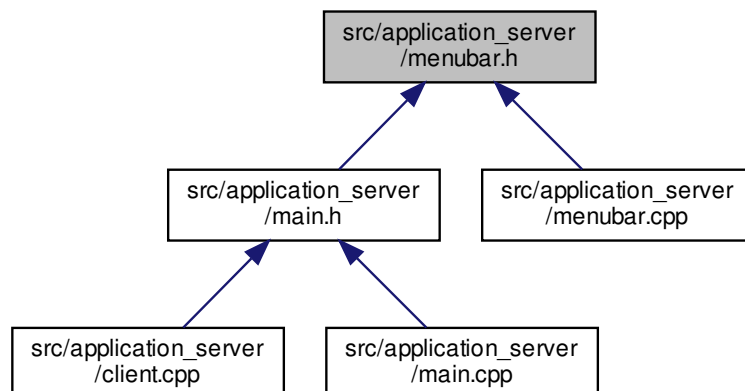 src/application_server
/menubar.h
src/application_server
/main.h
src/application_server
/menubar.cpp
src/application_server
/client.cpp
src/application_server
/main.cpp